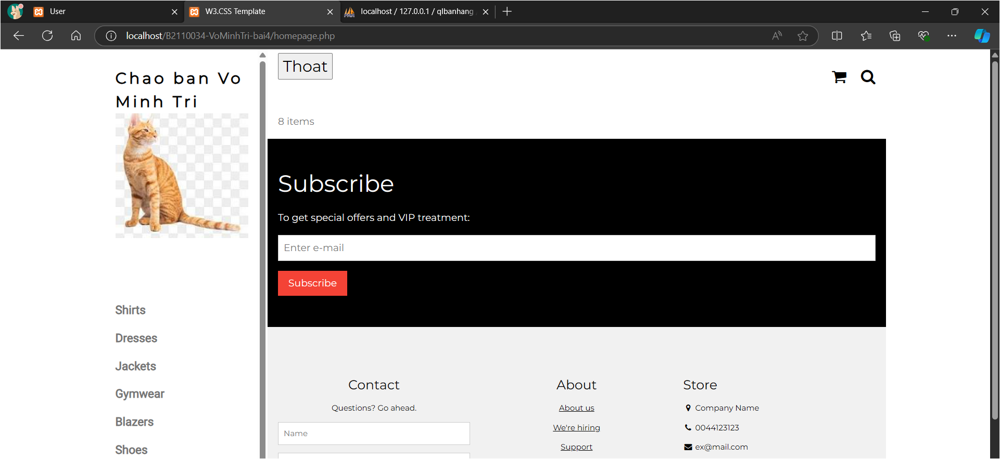 User
W3.CSS Template
localhost / 127.0.0.1 / qlbanhang
localhost/B2110034-VoMinhTri-bai4/homepage.php
Chao ban Vo
Minh Tri
Thoat
8 items
Subscribe
To get special offers and VIP treatment:
Enter e-mail
Subscribe
Shirts
Dresses
Jackets
Gymwear
Blazers
Shoes
Contact
Questions? Go ahead.
Name
About
About us
We're hiring
Support
Store
Company Name
0044123123
ex@mail.com